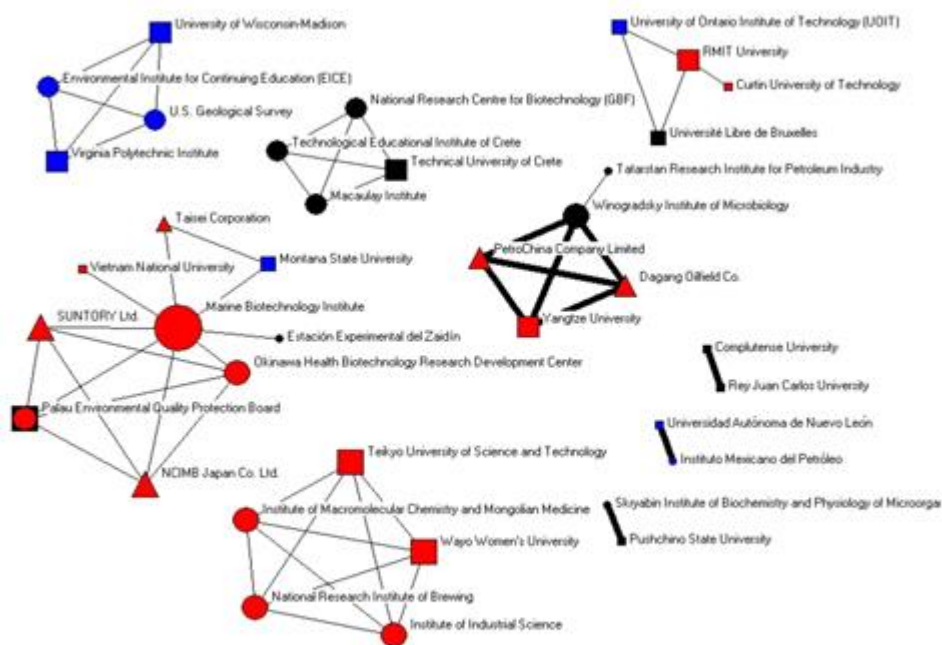 University of Wisconsin-Madison
Environmental Institute for Continuing Education (EICE)
U.S. Geological Survey
Virginia Polytechnic Institute
National Research Centre for Biotechnology (GBF)
Technological Educational Institute of Crete
Technical University of Crete
Macaulay Institute
University of Ontario Institute of Technology (UOIT)
RMIT University
Curtin University of Technology
Université Libre de Bruxelles
Tatarstan Research Institute for Petroleum Industry
Winogradsky Institute of Microbiology
PetroChina Company Limited
Dagang Oilfield Co.
Yangtze University
Taisei Corporation
Montana State University
Vietnam National University
Marine Biotechnology Institute
SUNTORY Ltd.
Estación Experimental del Zaidín
Okinawa Health Biotechnology Research Development Center
Palau Environmental Quality Protection Board
NCIMB Japan Co. Ltd.
Complutense University
Rey Juan Carlos University
Universidad Autónoma de Nuevo León
Instituto Mexicano del Petróleo
Skryabin Institute of Biochemistry and Physiology of Microorgar
Pushchino State University
Teikyo University of Science and Technology
Institute of Macromolecular Chemistry and Mongolian Medicine
Wayo Women's University
National Research Institute of Brewing
Institute of Industrial Science